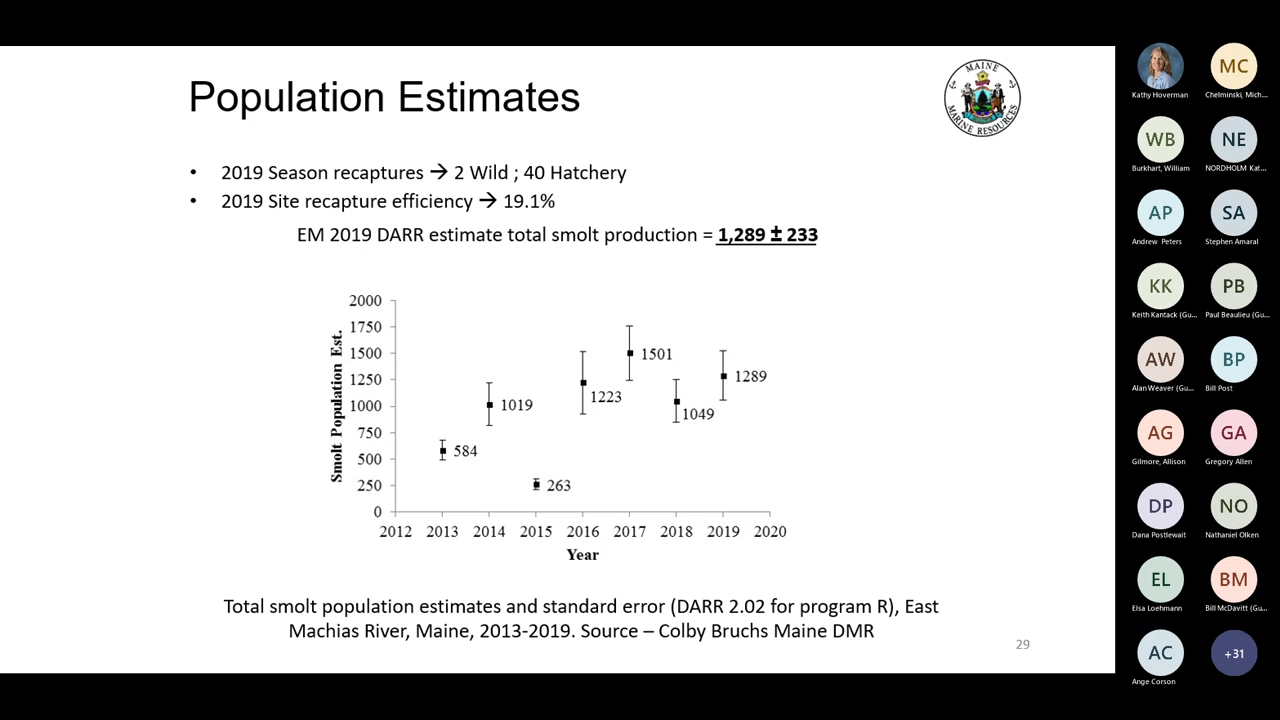 Population Estimates
MAINE
MARINE RESOURCES
• 2019 Season recaptures → 2 Wild ; 40 Hatchery
• 2019 Site recapture efficiency → 19.1%
EM 2019 DARR estimate total smolt production = 1,289 ± 233
Smolt Population Est.
2000
1750
1500
1250
1000
750
500
250
0
584
1019
263
1223
1501
1049
1289
2012 2013 2014 2015 2016 2017 2018 2019 2020
Year
Total smolt population estimates and standard error (DARR 2.02 for program R), East
Machias River, Maine, 2013-2019. Source – Colby Bruchs Maine DMR
29
Kathy Hoverman
MC
Chelminski, Mich...
WB
Burkhart, William
NE
NORDHOLM Kat...
AP
Andrew Peters
SA
Stephen Amaral
KK
Keith Kantack (Gu...
PB
Paul Beaulieu (Gu...
AW
Alan Weaver (Gu...
BP
Bill Post
AG
Gilmore, Allison
GA
Gregory Allen
DP
Dana Postlewait
NO
Nathaniel Olken
EL
Elsa Loehmann
BM
Bill McDavitt (Gu...
AC
Ange Corson
+31